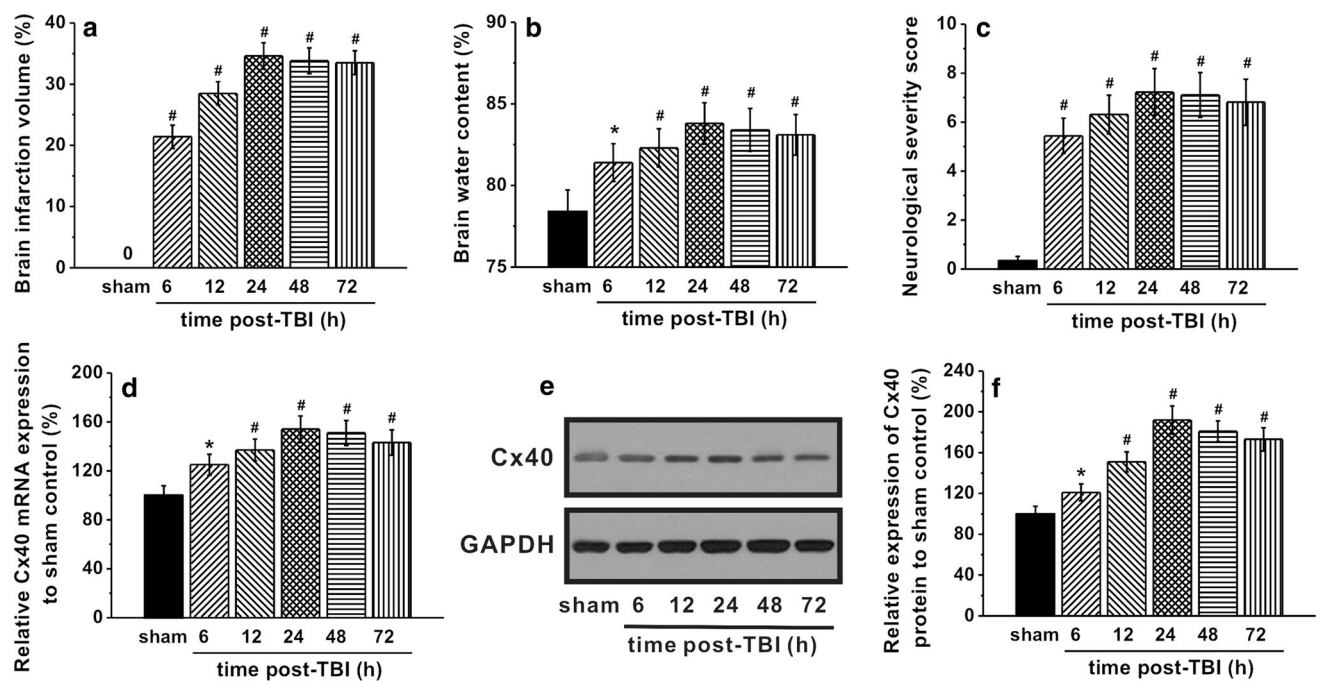 a
Brain infarction volume (%)
40
30
20
10
0
0
# # # # #
sham 6 12 24 48 72
time post-TBI (h)
b
Brain water content (%)
90
85
80
75
* # # # #
sham 6 12 24 48 72
time post-TBI (h)
c
Neurological severity score
10
8
6
4
2
0
# # # # #
sham 6 12 24 48 72
time post-TBI (h)
d
Relative Cx40 mRNA expression
to sham control (%)
200
160
120
80
40
0
* # # # #
sham 6 12 24 48 72
time post-TBI (h)
e
Cx40
GAPDH
sham 6 12 24 48 72
time post-TBI (h)
f
Relative expression of Cx40
protein to sham control (%)
240
200
160
120
80
40
0
* # # # #
sham 6 12 24 48 72
time post-TBI (h)